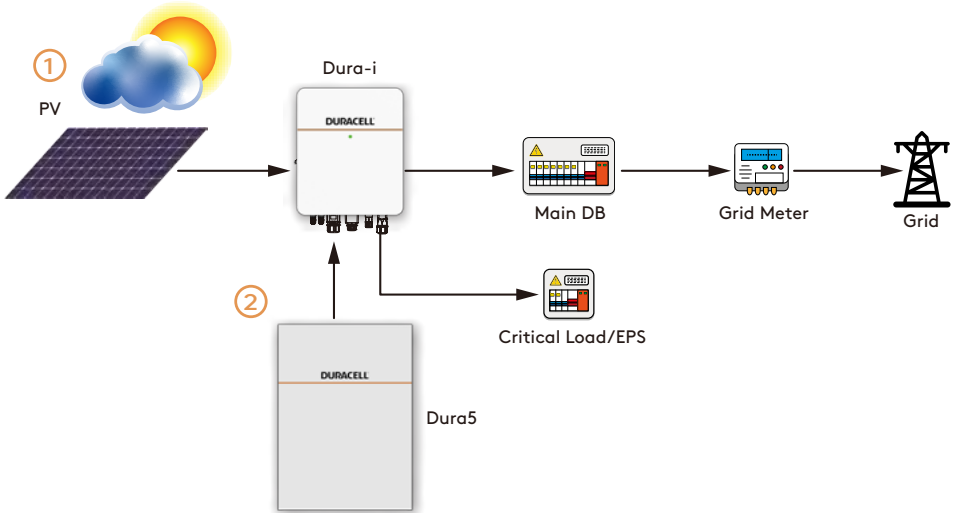 1
PV
Dura-i
DURACELL
Main DB
Grid Meter
Grid
2
Critical Load/EPS
DURACELL
Dura5